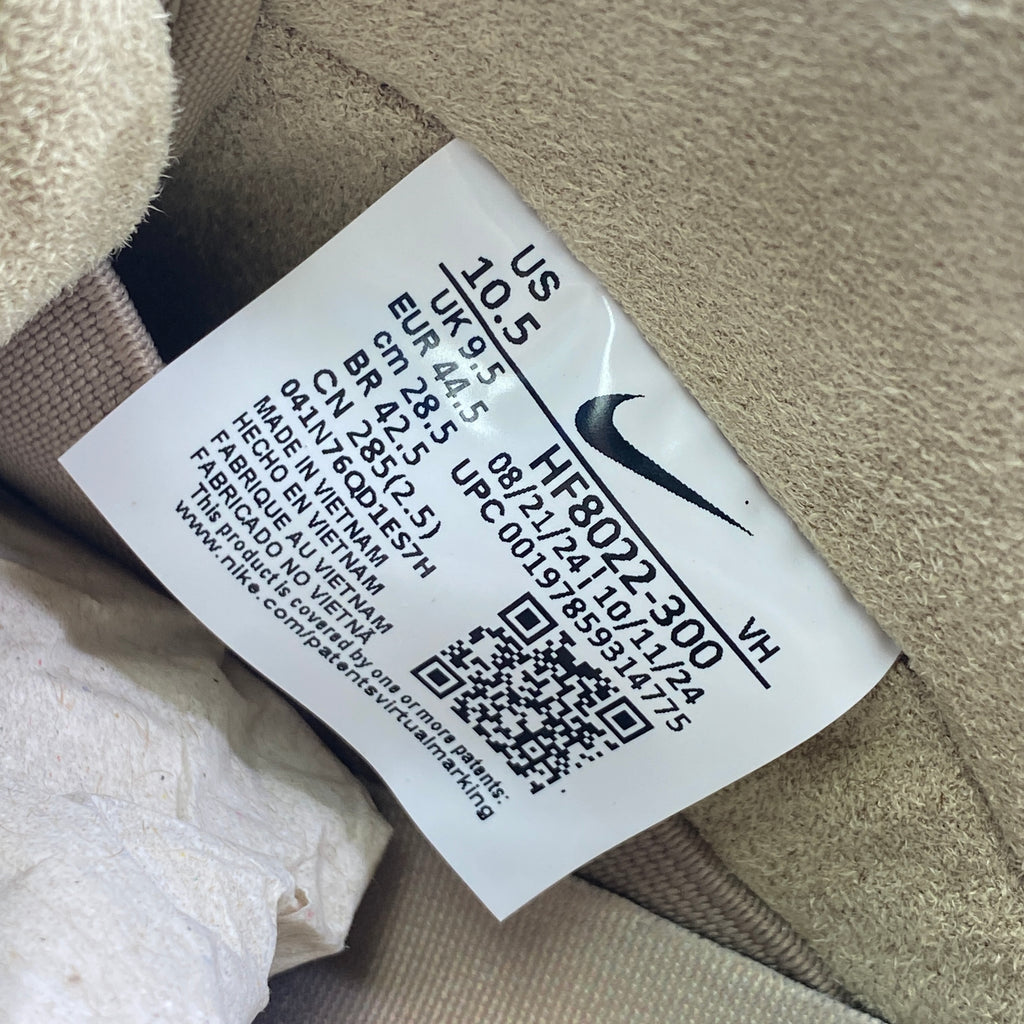 US
10.5
UK 9.5
EUR 44.5
cm 28.5
BR 42.5
CN 285(2.5)
041N76QD1ES7H
MADE IN VIETNAM
HECHO EN VIETNAM
FABRIQUE AU VIETNAM
FABRICADO NO VIETNÃ
This product is covered by one or more patents:
www.nike.com/patentsvirtualmarking
VH
HF8022-300
08/21/24 | 10/11/24
UPC 00197859314775